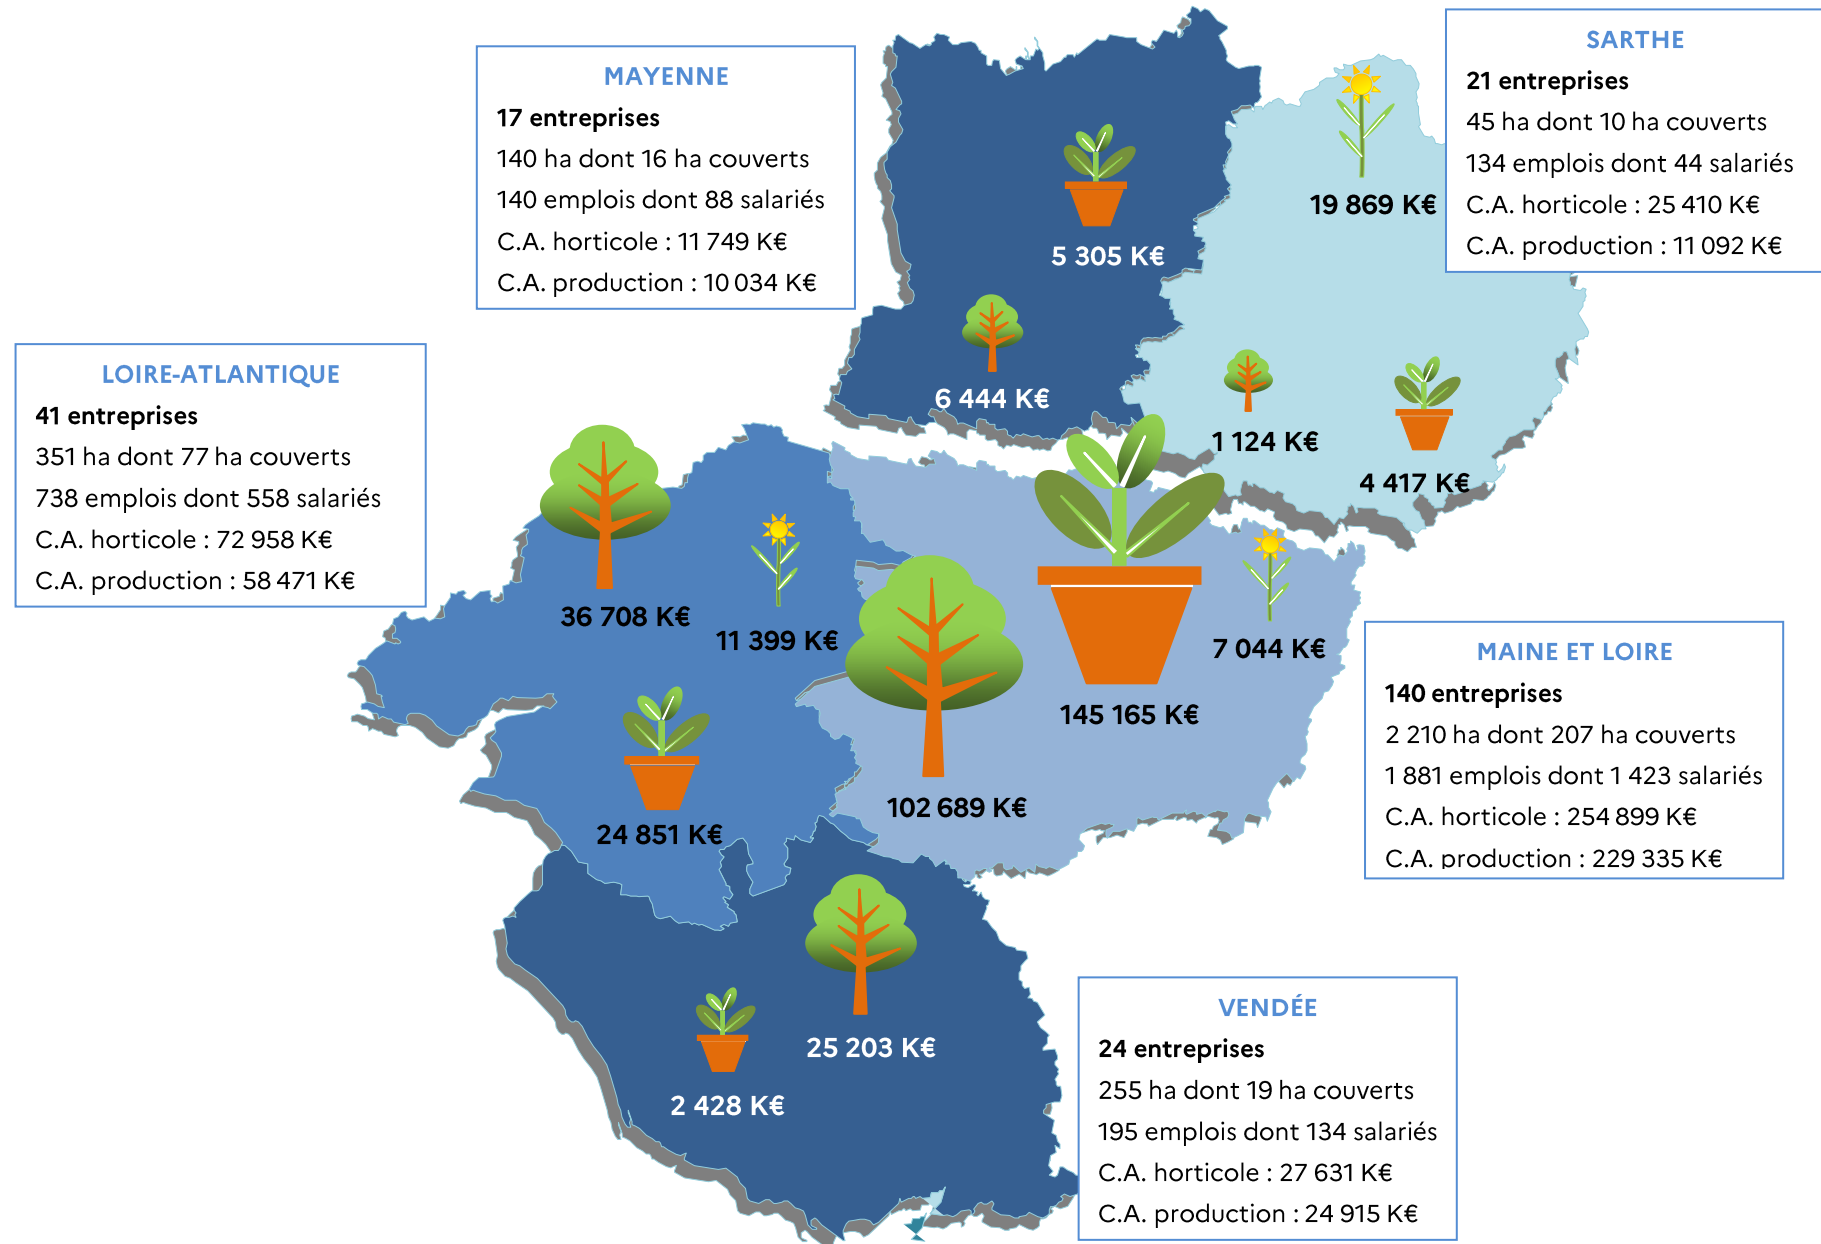 MAYENNE
17 entreprises
140 ha dont 16 ha couverts
140 emplois dont 88 salariés
C.A. horticole : 11 749 K€
C.A. production : 10 034 K€
SARTHE
21 entreprises
45 ha dont 10 ha couverts
134 emplois dont 44 salariés
C.A. horticole : 25 410 K€
C.A. production : 11 092 K€
19 869 K€
5 305 K€
6 444 K€
1 124 K€
4 417 K€
LOIRE-ATLANTIQUE
41 entreprises
351 ha dont 77 ha couverts
738 emplois dont 558 salariés
C.A. horticole : 72 958 K€
C.A. production : 58 471 K€
36 708 K€
11 399 K€
24 851 K€
145 165 K€
7 044 K€
102 689 K€
MAINE ET LOIRE
140 entreprises
2 210 ha dont 207 ha couverts
1 881 emplois dont 1 423 salariés
C.A. horticole : 254 899 K€
C.A. production : 229 335 K€
25 203 K€
2 428 K€
VENDÉE
24 entreprises
255 ha dont 19 ha couverts
195 emplois dont 134 salariés
C.A. horticole : 27 631 K€
C.A. production : 24 915 K€